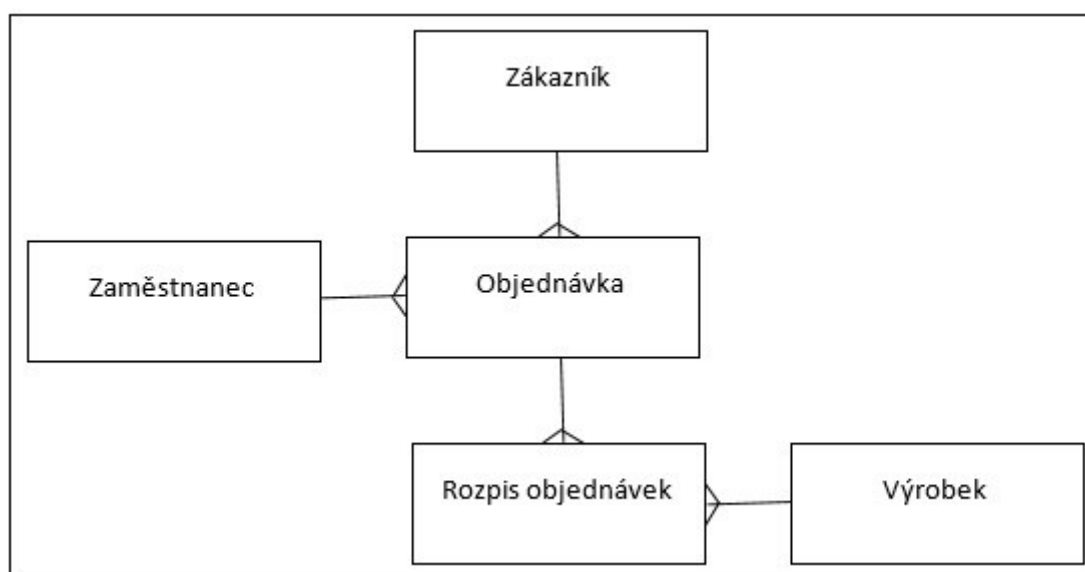 Zákazník
Zaměstnanec
Objednávka
Rozpis objednávek
Výrobek